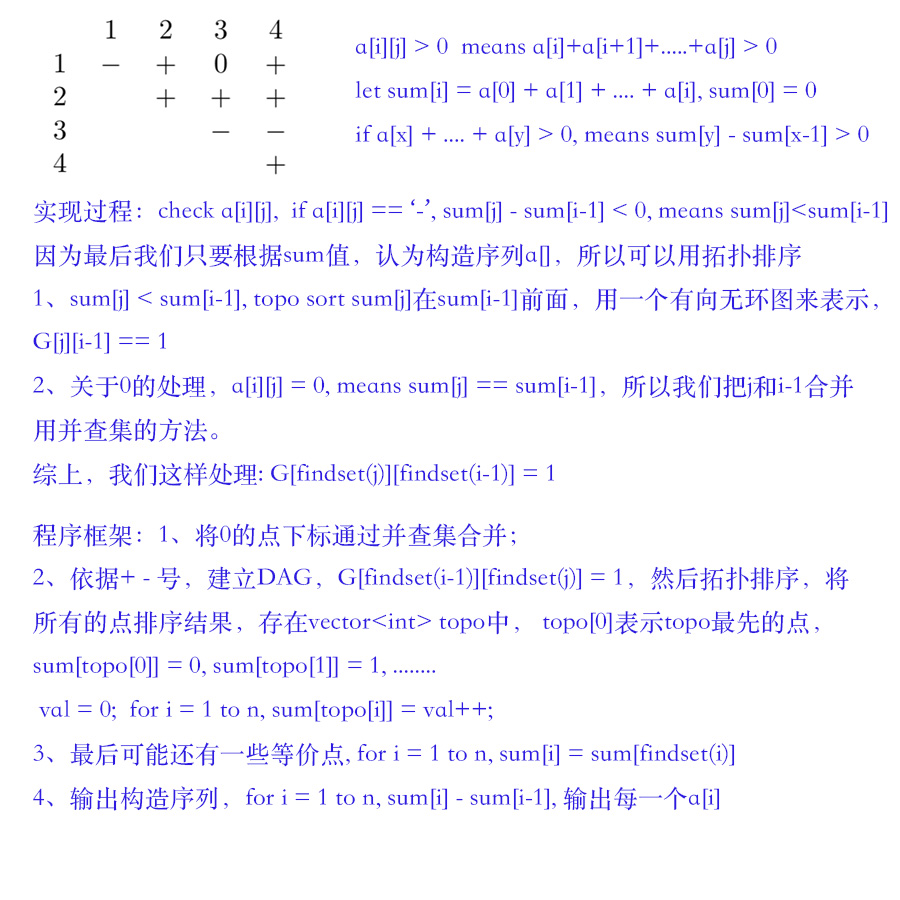 1 2 3 4
1 − + 0 +
2 + + +
3 − −
4 +
a[i][j] > 0 means a[i]+a[i+1]+.....+a[j] > 0
let sum[i] = a[0] + a[1] + .... + a[i], sum[0] = 0
if a[x] + .... + a[y] > 0, means sum[y] - sum[x-1] > 0
实现过程：check a[i][j], if a[i][j] == ‘-’, sum[j] - sum[i-1] < 0, means sum[j]<sum[i-1]
因为最后我们只要根据sum值，认为构造序列a[]，所以可以用拓扑排序
1、sum[j] < sum[i-1], topo sort sum[j]在sum[i-1]前面，用一个有向无环图来表示，
G[j][i-1] == 1
2、关于0的处理，a[i][j] = 0, means sum[j] == sum[i-1]，所以我们把j和i-1合并
用并查集的方法。
综上，我们这样处理: G[findset(j)][findset(i-1)] = 1
程序框架：1、将0的点下标通过并查集合并；
2、依据+ - 号，建立DAG，G[findset(i-1)][findset(j)] = 1，然后拓扑排序，将
所有的点排序结果，存在vector<int> topo中， topo[0]表示topo最先的点，
sum[topo[0]] = 0, sum[topo[1]] = 1, ........
val = 0; for i = 1 to n, sum[topo[i]] = val++;
3、最后可能还有一些等价点, for i = 1 to n, sum[i] = sum[findset(i)]
4、输出构造序列，for i = 1 to n, sum[i] - sum[i-1], 输出每一个a[i]